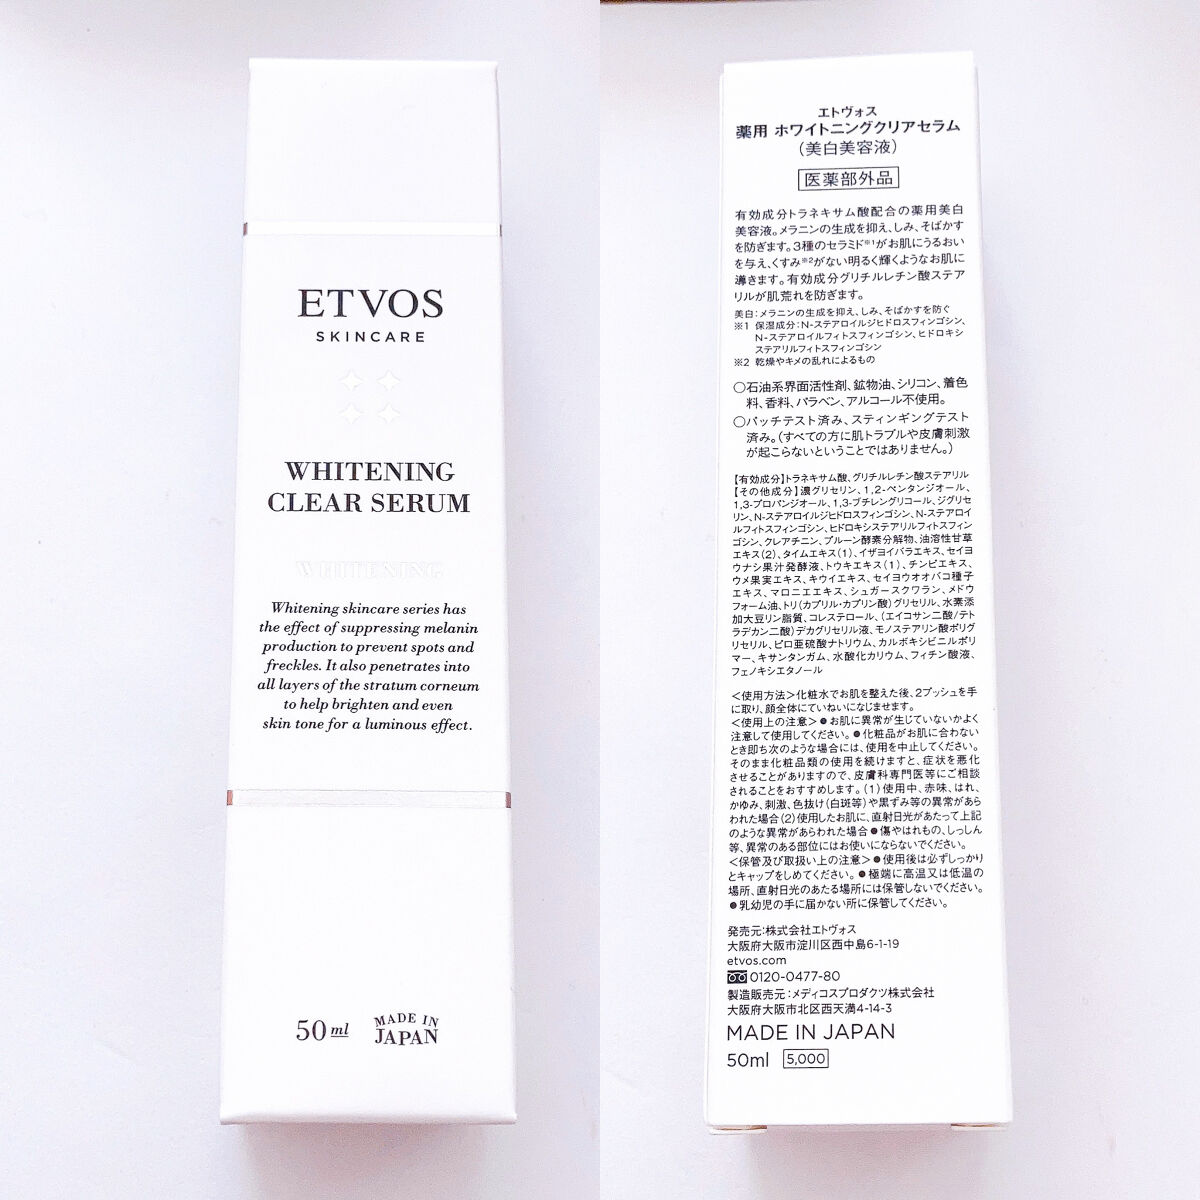 ETVOS
SKINCARE
WHITENING
CLEAR SERUM
WHITENING
Whitening skincare series has
the effect of suppressing melanin
production to prevent spots and
freckles. It also penetrates into
all layers of the stratum corneum
to help brighten and even
skin tone for a luminous effect.
50 ml
MADE IN
JAPAN
エトヴォス
薬用 ホワイトニングクリアセラム
(美白美容液)
医薬部外品
有効成分トラネキサム酸配合の薬用美白
美容液。メラニンの生成を抑え、しみ、そばかす
を防ぎます。3種のセラミド※1がお肌にうるおい
を与え、くすみ※2がない明るく輝くようなお肌に
導きます。有効成分グリチルレチン酸ステア
リルが肌荒れを防ぎます。
美白:メラニンの生成を抑え、しみ、そばかすを防ぐ
※1 保湿成分:N-ステアロイルジヒドロスフィンゴシン、
N-ステアロイルフィトスフィンゴシン、ヒドロキシ
ステアリルフィトスフィンゴシン
※2 乾燥やキメの乱れによるもの
○石油系界面活性剤、鉱物油、シリコン、着色
料、香料、パラベン、アルコール不使用。
○パッチテスト済み、スティンギングテスト
済み。(すべての方に肌トラブルや皮膚刺激
が起こらないということではありません。)
【有効成分】トラネキサム酸、グリチルレチン酸ステアリル
【その他成分】濃グリセリン、1,2-ペンタンジオール、
1,3-プロパンジオール、1,3-ブチレングリコール、ジグリセ
リン、N-ステアロイルジヒドロスフィンゴシン、N-ステアロイ
ルフィトスフィンゴシン、ヒドロキシステアリルフィトスフィン
ゴシン、クレアチニン、プルーン酵素分解物、油溶性甘草
エキス(2)、タイムエキス(1)、イザヨイバラエキス、セイヨ
ウナシ果汁発酵液、トウキエキス(1)、チンピエキス、
ウメ果実エキス、キウイエキス、セイヨウオオバコ種子
エキス、マロニエエキス、シュガースクワラン、メドウ
フォーム油、トリ(カプリル・カプリン酸)グリセリル、水素添
加大豆リン脂質、コレステロール、(エイコサン二酸/テト
ラデカン二酸)デカグリセリル液、モノステアリン酸ポリグ
リセリル、ピロ亜硫酸ナトリウム、カルボキシビニルポリ
マー、キサンタンガム、水酸化カリウム、フィチン酸液、
フェノキシエタノール
<使用方法>化粧水でお肌を整えた後、2プッシュを手
に取り、顔全体にていねいになじませます。
<使用上の注意>●お肌に異常が生じていないかよく
注意して使用してください。●化粧品がお肌に合わない
とき即ち次のような場合には、使用を中止してください。
そのまま化粧品類の使用を続けますと、症状を悪化
させることがありますので、皮膚科専門医等にご相談
されることをおすすめします。(1)使用中、赤味、はれ、
かゆみ、刺激、色抜け(白斑等)や黒ずみ等の異常があら
われた場合(2)使用したお肌に、直射日光があたって上記
のような異常があらわれた場合●傷やはれもの、しっしん
等、異常のある部位にはお使いにならないでください。
<保管及び取扱い上の注意>●使用後は必ずしっかり
とキャップをしめてください。●極端に高温又は低温の
場所、直射日光のあたる場所には保管しないでください。
●乳幼児の手に届かない所に保管してください。
発売元:株式会社エトヴォス
大阪府大阪市淀川区西中島6-1-19
etvos.com
0120-0477-80
製造販売元:メディコスプロダクツ株式会社
大阪府大阪市北区西天満4-14-3
MADE IN JAPAN
50ml 5,000